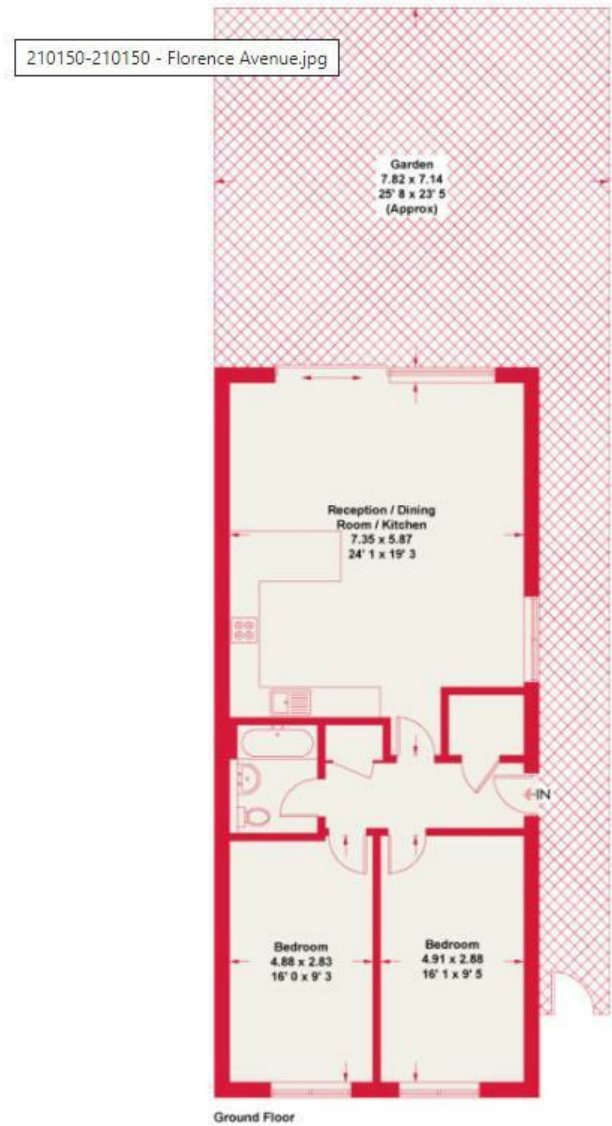 210150-210150 - Florence Avenue.jpg
Garden
7.82 x 7.14
25' 8 x 23' 5
(Approx)
Reception / Dining
Room / Kitchen
7.35 x 5.87
24' 1 x 19' 3
IN
Bedroom
4.88 x 2.83
16' 0 x 9' 3
Bedroom
4.91 x 2.88
16' 1 x 9' 5
Ground Floor